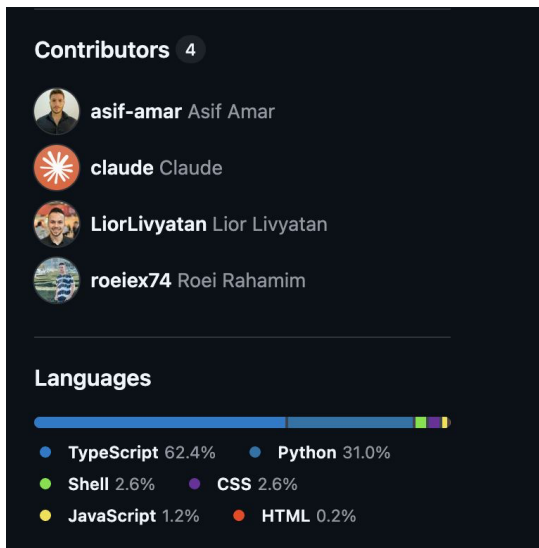 Contributors 4
asif-amar Asif Amar
claude Claude
LiorLivyatan Lior Livyatan
roeiex74 Roei Rahamim
Languages
TypeScript 62.4% Python 31.0%
Shell 2.6% CSS 2.6%
JavaScript 1.2% HTML 0.2%